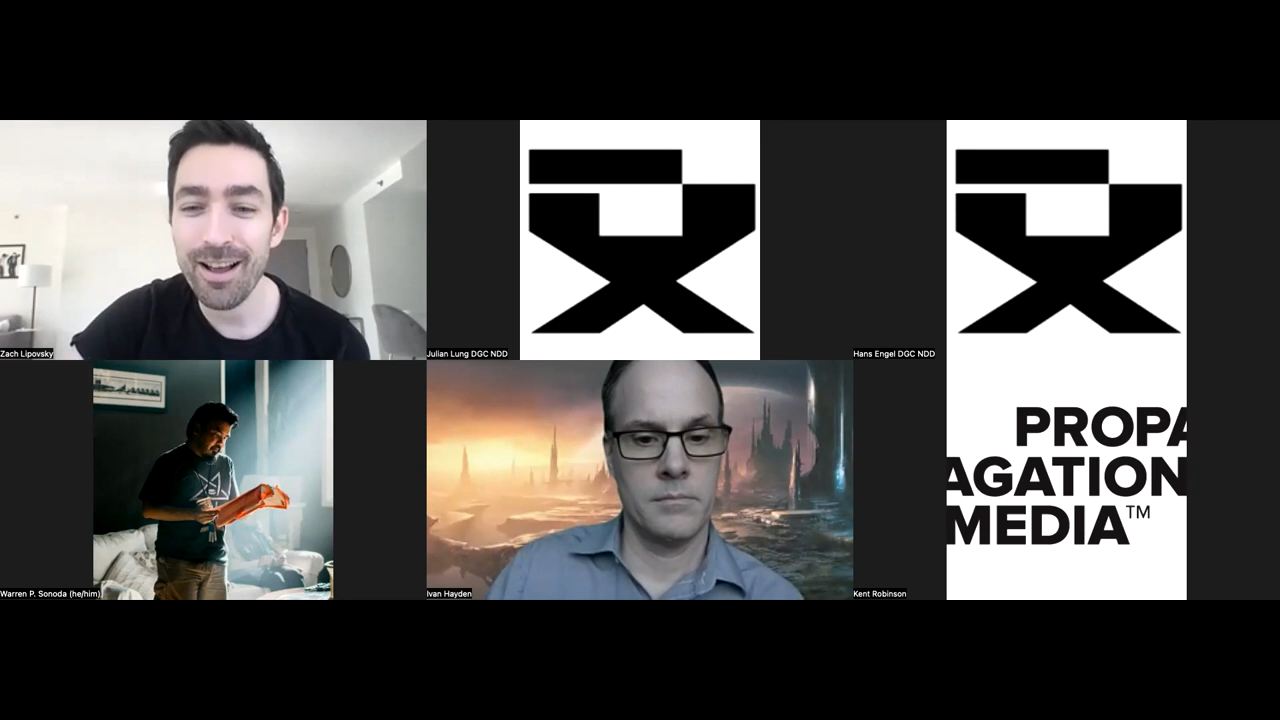 Zach Lipovsky
Julian Lung DGC NDD
Hans Engel DGC NDD
Warren P. Sonoda (he/him)
Ivan Hayden
Kent Robinson
PROPA
AGATION
MEDIA™